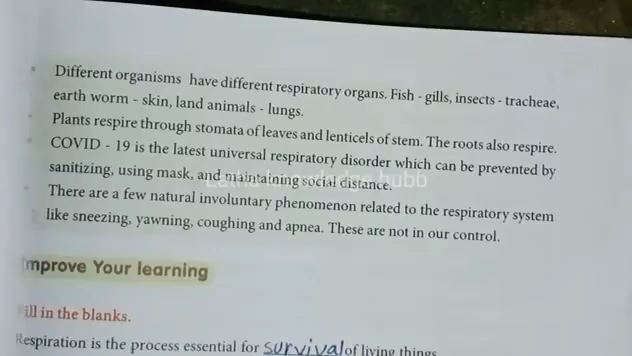 Different organisms have different respiratory organs. Fish - gills, insects - tracheae,
earth worm - skin, land animals - lungs.
Plants respire through stomata of leaves and lenticels of stem. The roots also respire.
COVID - 19 is the latest universal respiratory disorder which can be prevented by
sanitizing, using mask, and maintaining social distance.
There are a few natural involuntary phenomenon related to the respiratory system
like sneezing, yawning, coughing and apnea. These are not in our control.
mprove Your learning
ill in the blanks.
Respiration is the process essential for survival of living things